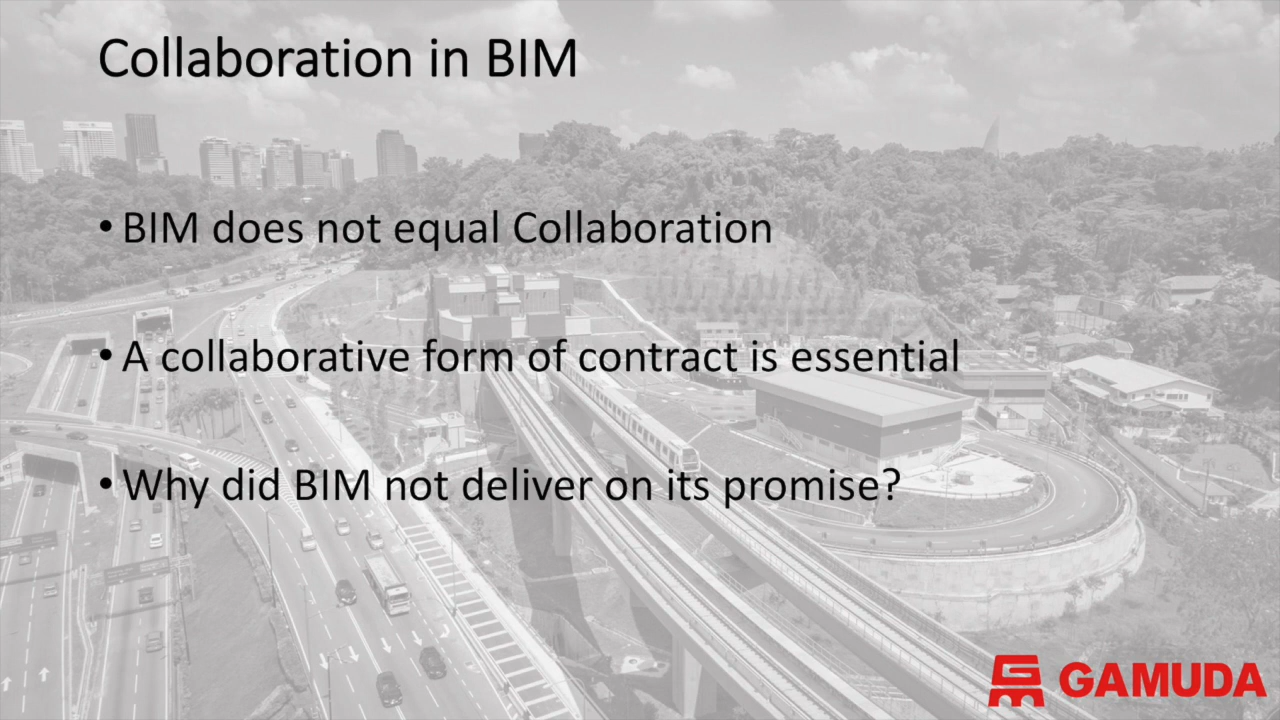 Collaboration in BIM
• BIM does not equal Collaboration
• A collaborative form of contract is essential
• Why did BIM not deliver on its promise?
GAMUDA